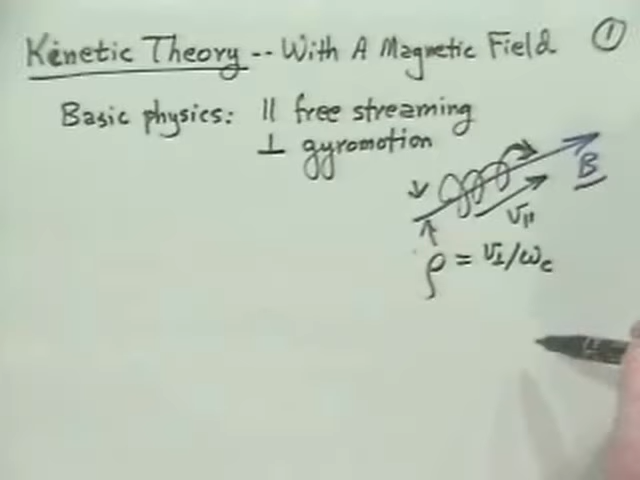 Kinetic Theory -- With A Magnetic Field ①
Basic physics: || free streaming
⊥ gyromotion
B
v||
ρ = v⊥/ωc